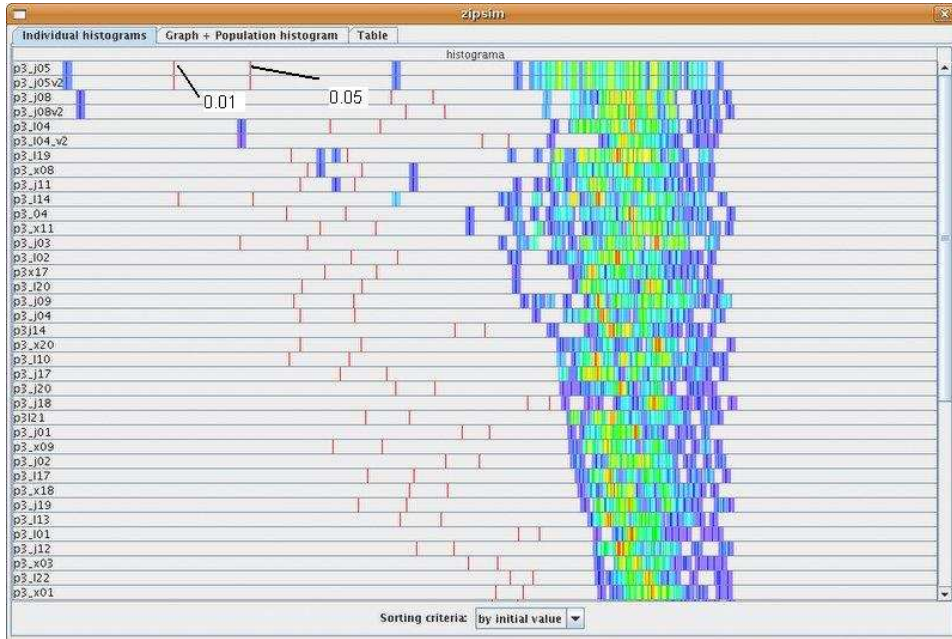 zipsim
Individual histograms Graph + Population histogram Table
histograma
p3_j05
p3_j05v2
0.01
0.05
p3_j08
p3_j08v2
p3_l04
p3_l04_v2
p3_l19
p3_x08
p3_j11
p3_l14
p3_04
p3_x11
p3_j03
p3_l02
p3x17
p3_l20
p3_j09
p3_j04
p3j14
p3_x20
p3_l10
p3_j17
p3_j20
p3_j18
p3l21
p3_j01
p3_x09
p3_j02
p3_l17
p3_x18
p3_j19
p3_l13
p3_l01
p3_j12
p3_x03
p3_l22
p3_x01
Sorting criteria: by initial value